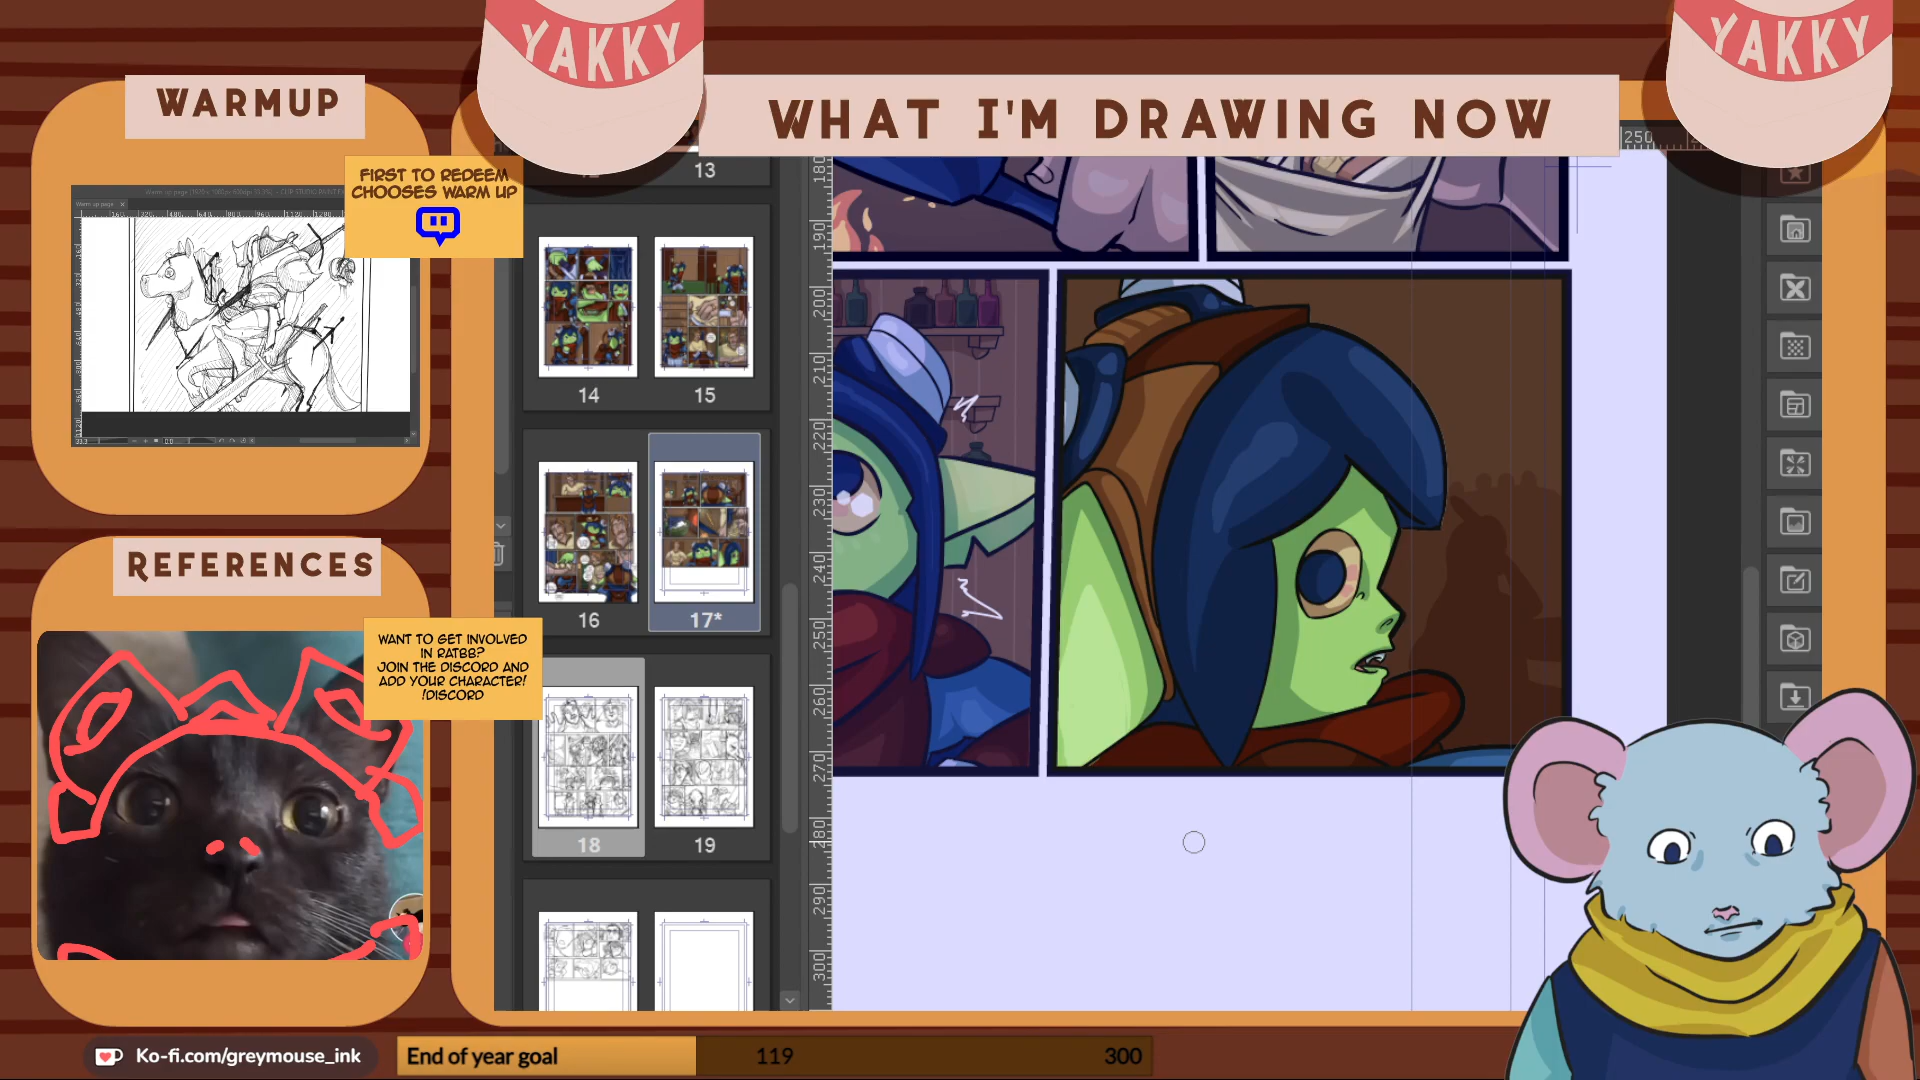 YAKKY
YAKKY
WARMUP
WHAT I'M DRAWING NOW
FIRST TO REDEEM
CHOOSES WARM UP
13
14
15
16
17*
18
19
250
190
200
210
220
230
240
250
260
270
280
290
300
REFERENCES
WANT TO GET INVOLVED
IN RATBB?
JOIN THE DISCORD AND
ADD YOUR CHARACTER!
!DISCORD
Ko-fi.com/greymouse_ink
End of year goal
119
300